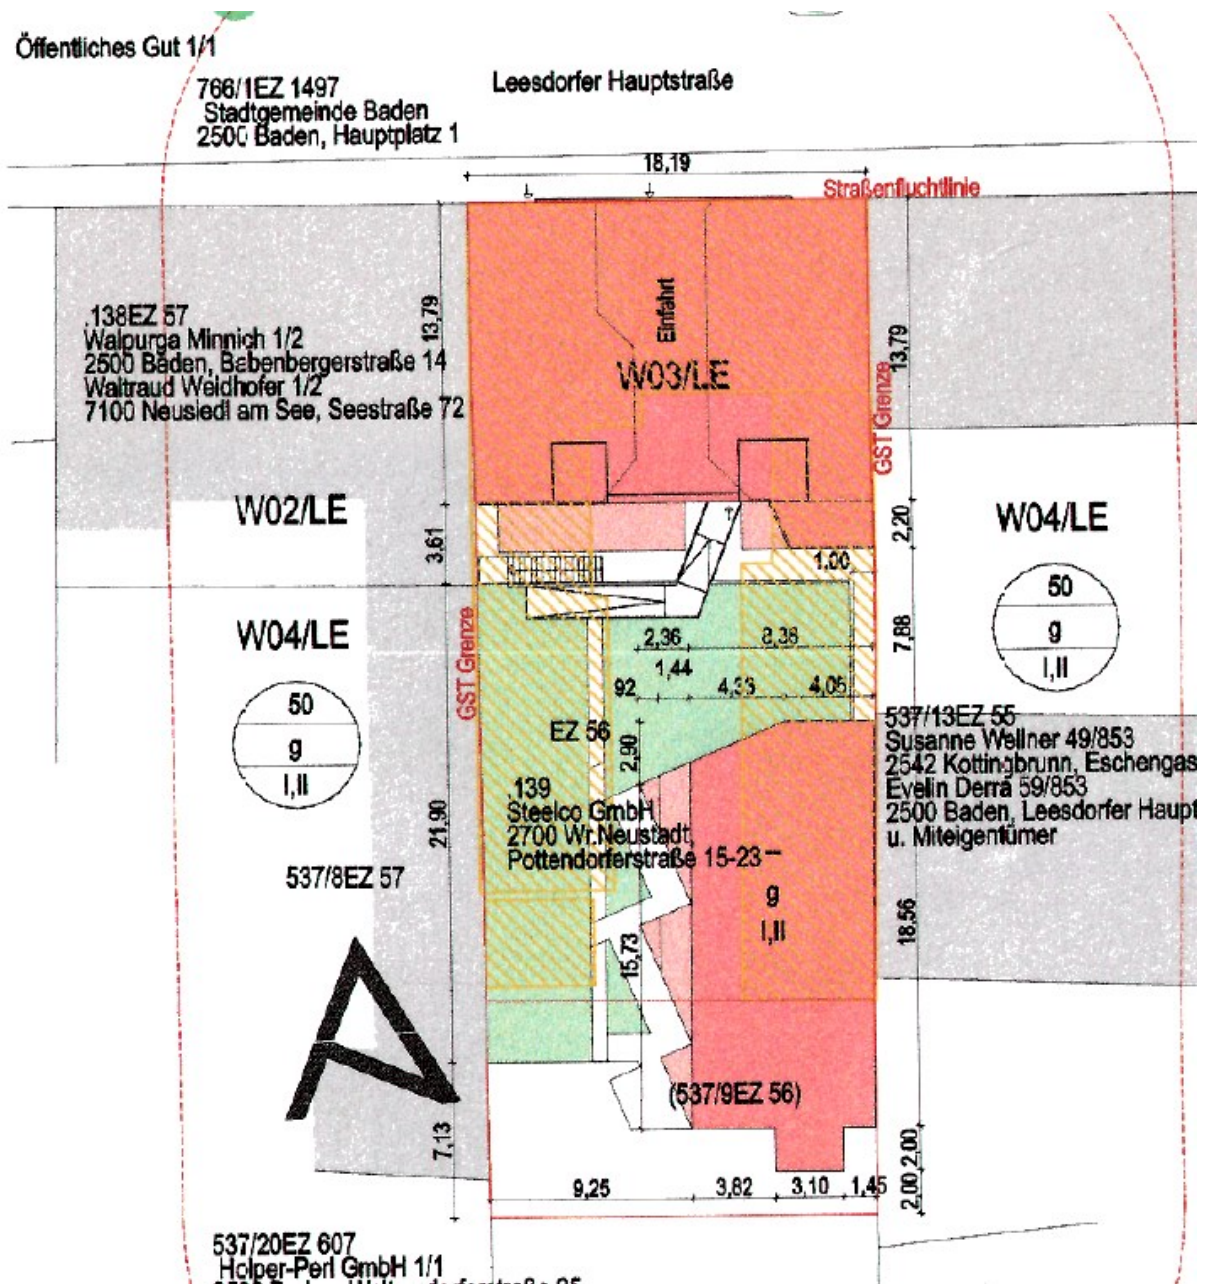 Öffentliches Gut 1/1
766/1EZ 1497
Stadtgemeinde Baden
2500 Baden, Hauptplatz 1
Leesdorfer Hauptstraße
18,19
Straßenfluchtlinie
.138EZ 57
Walpurga Minnich 1/2
2500 Baden, Babenbergerstraße 14
Waltraud Weidhofer 1/2
7100 Neusiedl am See, Seestraße 72
13,79
Einfahrt
W03/LE
13,79
GST Grenze
W02/LE
3,61
2,20
W04/LE
1,00
50
g
I,II
W04/LE
50
g
I,II
GST Grenze
2,36
8,38
7,88
1,44
92
4,33
4,05
EZ 56
2,90
.139
Steelco GmbH
2700 Wr.Neustadt,
Pottendorferstraße 15-23
g
I,II
537/13EZ 55
Susanne Wellner 49/853
2542 Kottingbrunn, Eschengas
Evelin Derra 59/853
2500 Baden, Leesdorfer Haupt
u. Miteigentümer
21,90
537/8EZ 57
15,73
18,56
A
(537/9EZ 56)
7,13
9,25
3,82
3,10
1,45
2,00
2,00
537/20EZ 607
Holper-Perl GmbH 1/1